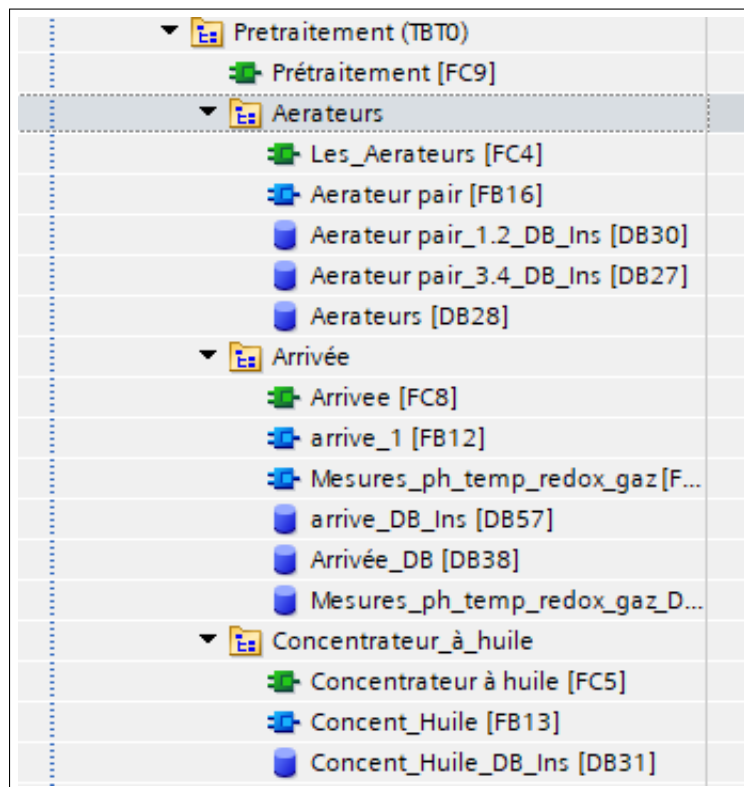 Pretraitement (TBT0)
Prétraitement [FC9]
Aerateurs
Les_Aerateurs [FC4]
Aerateur pair [FB16]
Aerateur pair_1.2_DB_Ins [DB30]
Aerateur pair_3.4_DB_Ins [DB27]
Aerateurs [DB28]
Arrivée
Arrivee [FC8]
arrive_1 [FB12]
Mesures_ph_temp_redox_gaz [F...
arrive_DB_Ins [DB57]
Arrivée_DB [DB38]
Mesures_ph_temp_redox_gaz_D...
Concentrateur_à_huile
Concentrateur à huile [FC5]
Concent_Huile [FB13]
Concent_Huile_DB_Ins [DB31]